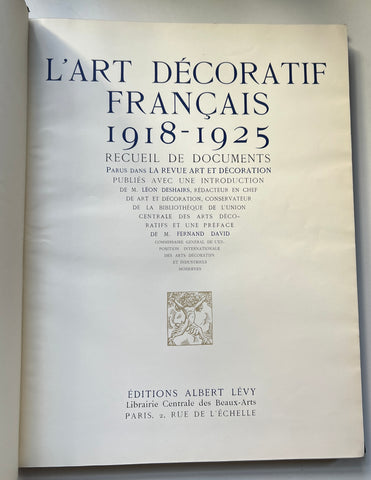 L'ART DÉCORATIF
FRANÇAIS
1918-1925
RECUEIL DE DOCUMENTS
PARUS DANS LA REVUE ART ET DÉCORATION
PUBLIÉS AVEC UNE INTRODUCTION
DE M. LÉON DESHAIRS, RÉDACTEUR EN CHEF
DE ART ET DÉCORATION, CONSERVATEUR
DE LA BIBLIOTHÈQUE DE L'UNION
CENTRALE DES ARTS DÉCO-
RATIFS ET UNE PRÉFACE
DE M. FERNAND DAVID
COMMISSAIRE GÉNÉRAL DE L'EX-
POSITION INTERNATIONALE
DES ARTS DÉCORATIFS
ET INDUSTRIELS
MODERNES
ÉDITIONS ALBERT LÉVY
Librairie Centrale des Beaux-Arts
PARIS, 2, RUE DE L'ÉCHELLE